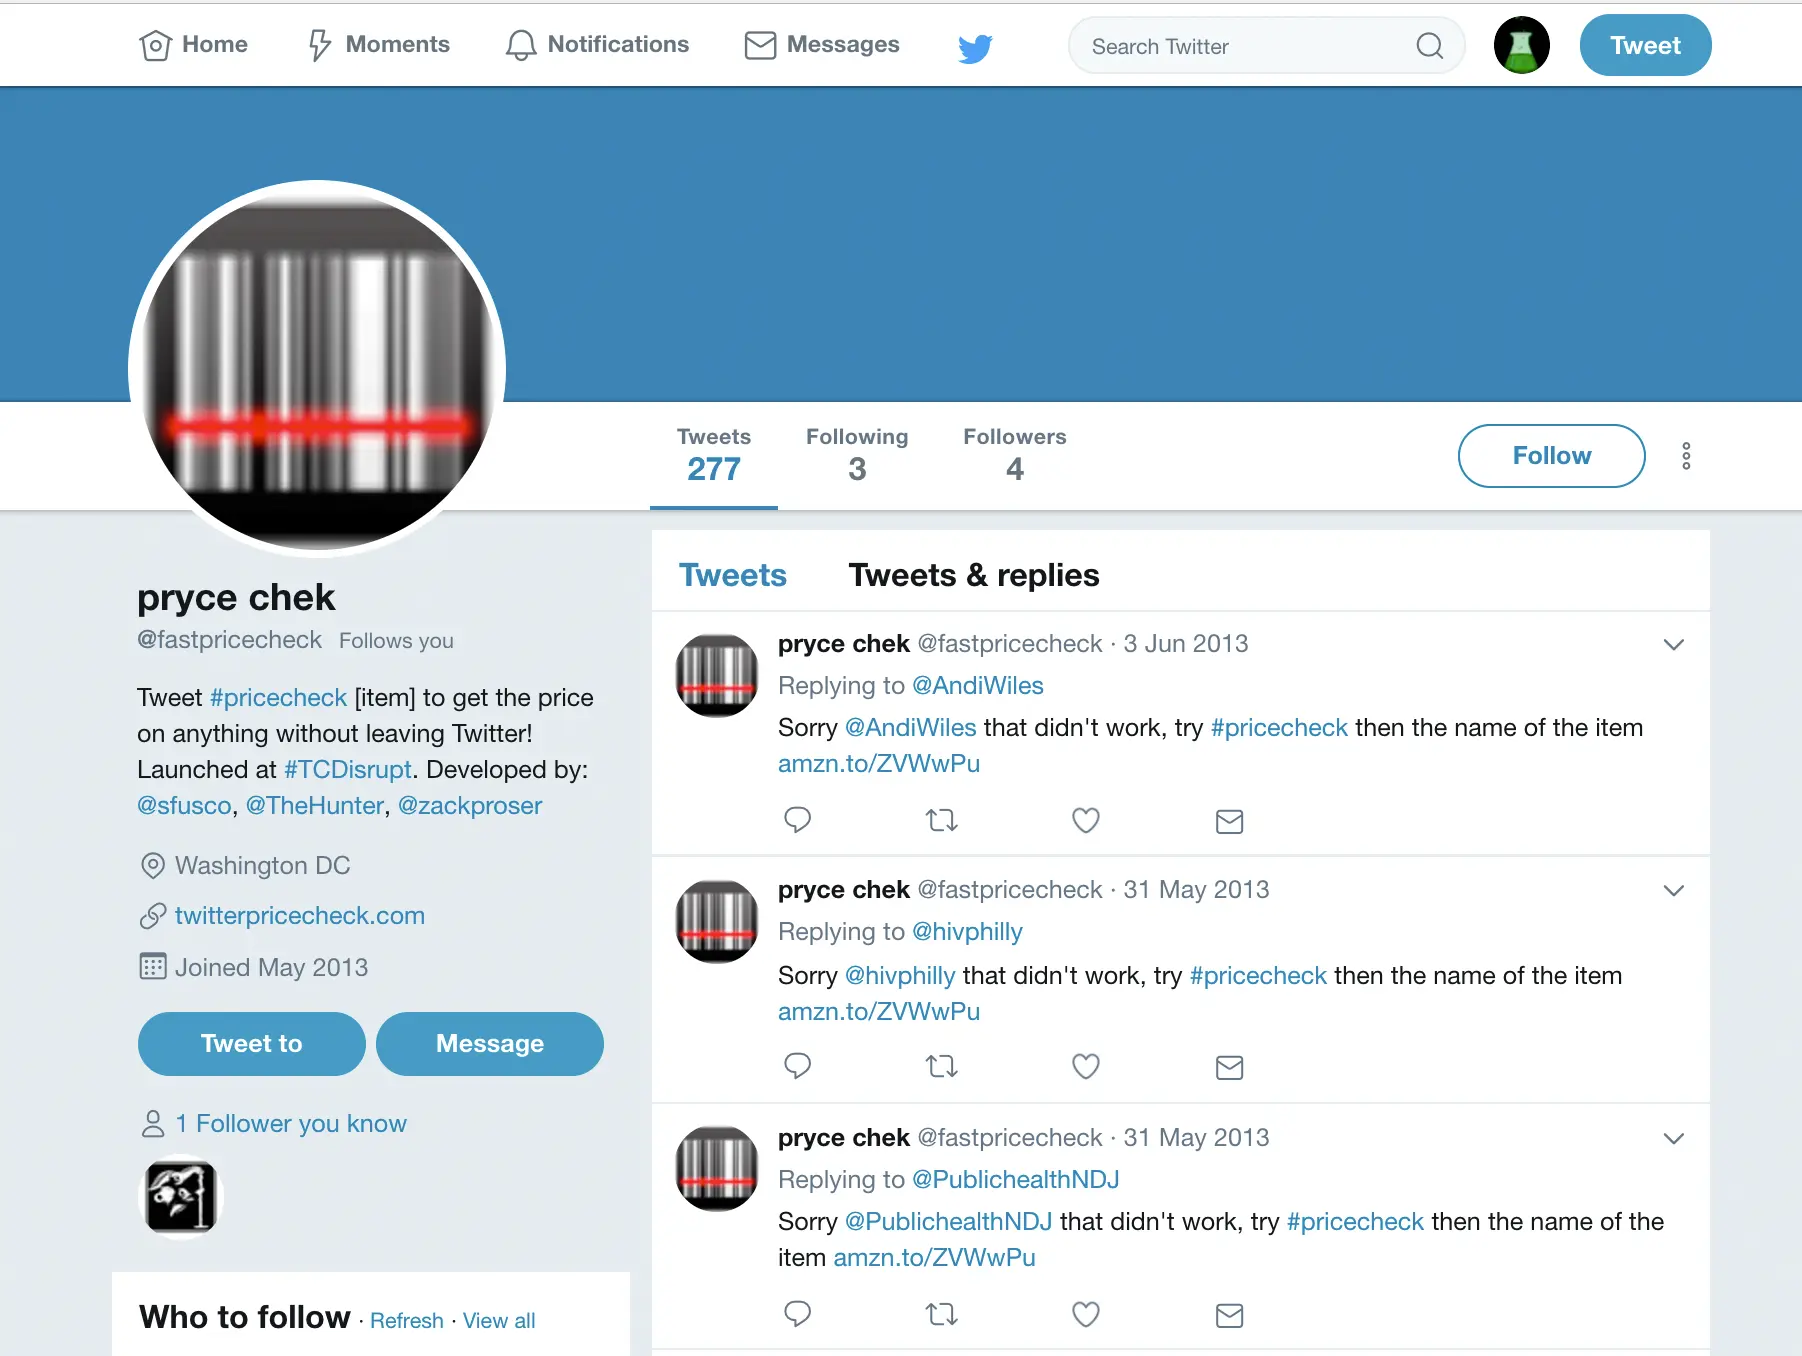 Home
Moments
Notifications
Messages
Search Twitter
Tweet
Tweets
277
Following
3
Followers
4
Follow
pryce chek
@fastpricecheck Follows you
Tweet #pricecheck [item] to get the price
on anything without leaving Twitter!
Launched at #TCDisrupt. Developed by:
@sfusco, @TheHunter, @zackproser
Washington DC
twitterpricecheck.com
Joined May 2013
Tweet to
Message
1 Follower you know
Who to follow · Refresh · View all
Tweets
Tweets & replies
pryce chek @fastpricecheck · 3 Jun 2013
Replying to @AndiWiles
Sorry @AndiWiles that didn't work, try #pricecheck then the name of the item
amzn.to/ZVWwPu
pryce chek @fastpricecheck · 31 May 2013
Replying to @hivphilly
Sorry @hivphilly that didn't work, try #pricecheck then the name of the item
amzn.to/ZVWwPu
pryce chek @fastpricecheck · 31 May 2013
Replying to @PublichealthNDJ
Sorry @PublichealthNDJ that didn't work, try #pricecheck then the name of the
item amzn.to/ZVWwPu